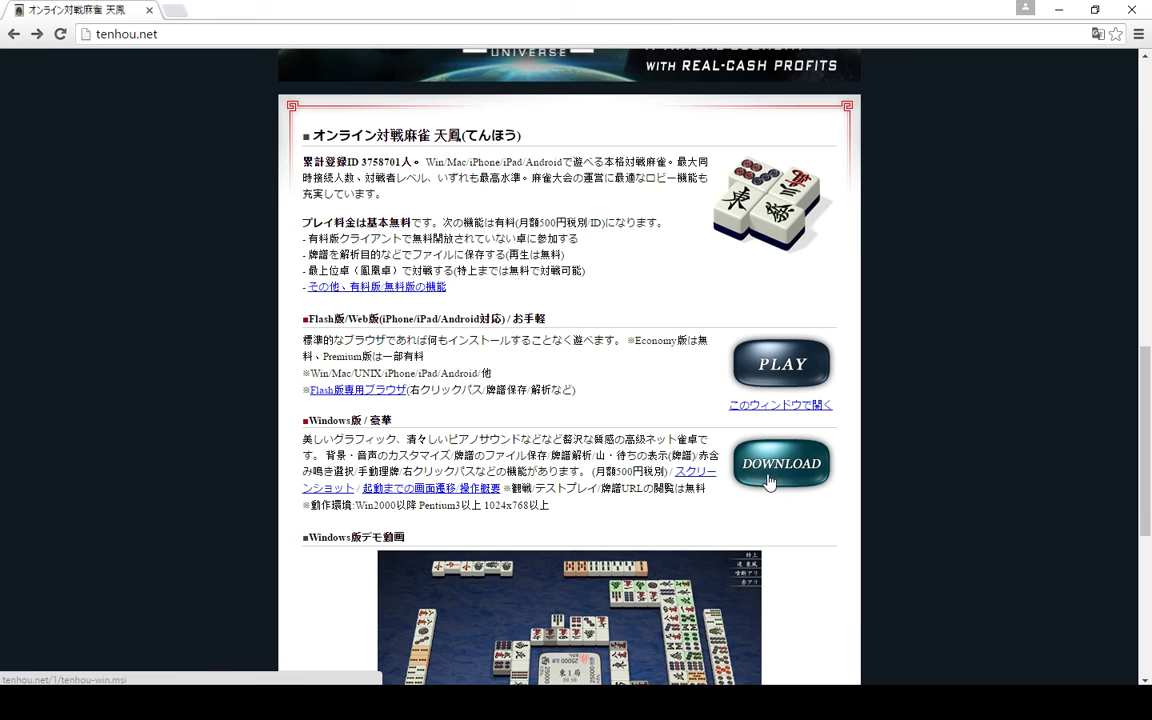 オンライン対戦麻雀 天鳳
tenhou.net
UNIVERSE
WITH REAL-CASH PROFITS
■ オンライン対戦麻雀 天鳳(てんほう)
累計登録ID 3758701人。 Win/Mac/iPhone/iPad/Androidで遊べる本格対戦麻雀。最大同
時接続人数、対戦者レベル、いずれも最高水準。麻雀大会の運営に最適なロビー機能も
充実しています。
プレイ料金は基本無料です。次の機能は有料(月額500円税別/ID)になります。
- 有料版クライアントで無料開放されていない卓に参加する
- 牌譜を解析目的などでファイルに保存する(再生は無料)
- 最上位卓（鳳凰卓）で対戦する(特上までは無料で対戦可能)
- その他、有料版/無料版の機能
■Flash版/Web版(iPhone/iPad/Android対応) / お手軽
標準的なブラウザであれば何もインストールすることなく遊べます。 ※Economy版は無
料、Premium版は一部有料
※Win/Mac/UNIX/iPhone/iPad/Android/他
※Flash版専用ブラウザ(右クリックパス/牌譜保存/解析など)
PLAY
このウィンドウで開く
■Windows版 / 豪華
美しいグラフィック、清々しいピアノサウンドなどなど贅沢な質感の高級ネット雀卓で
す。 背景・音声のカスタマイズ/牌譜のファイル保存/牌譜解析/山・待ちの表示(牌譜)/赤含
み鳴き選択/手動理牌/右クリックパスなどの機能があります。 (月額500円税別) / スクリー
ンショット / 起動までの画面遷移/操作概要 ※観戦/テストプレイ/牌譜URLの閲覧は無料
※動作環境:Win2000以降 Pentium3以上 1024x768以上
DOWNLOAD
■Windows版デモ動画
特上
東1局
25000
25000
25000
tenhou.net/1/tenhou-win.msi